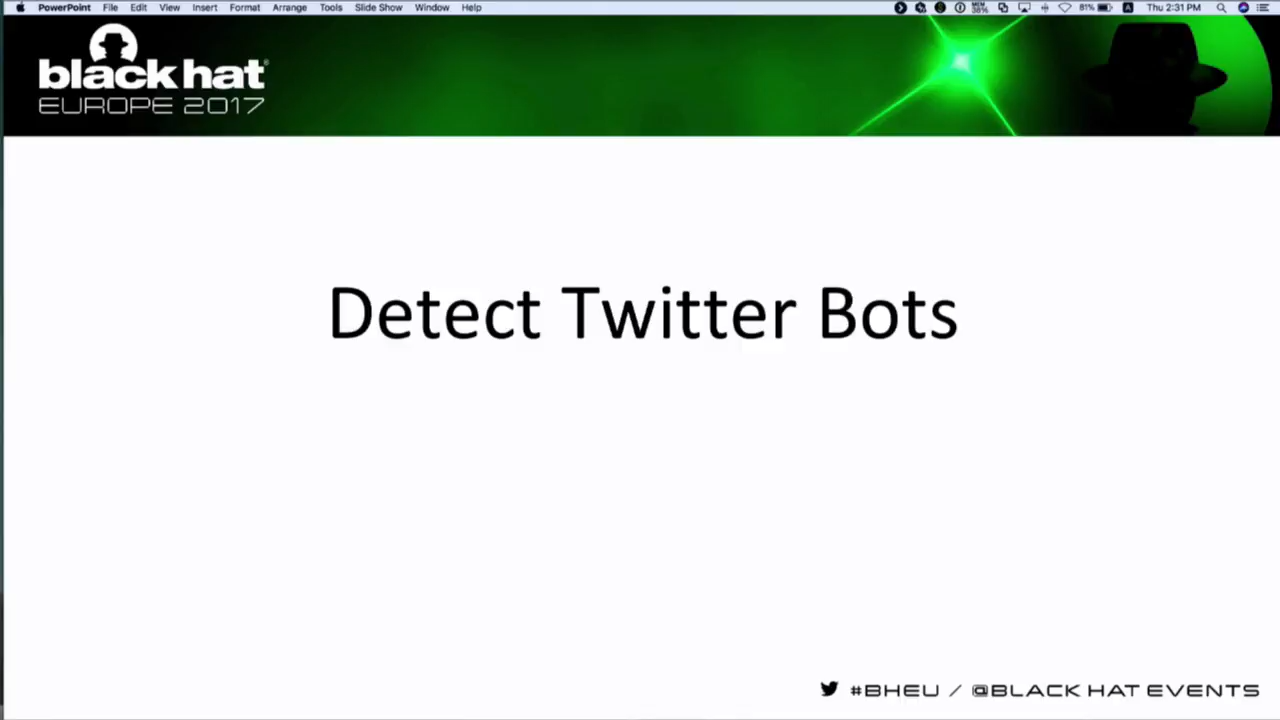 PowerPoint File Edit View Insert Format Arrange Tools Slide Show Window Help 81% Thu 2:31 PM
black hat®
EUROPE 2017
Detect Twitter Bots
#BHEU / @BLACK HAT EVENTS